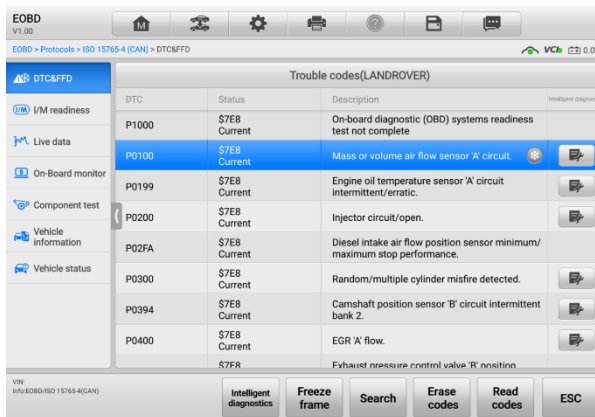 EOBD
V1.00
M
?
EOBD > Protocols > ISO 15765-4 (CAN) > DTC&FFD
VCI
0.0
DTC&FFD
Trouble codes(LANDROVER)
I/M
I/M readiness
Live data
On-Board monitor
Component test
Vehicle
information
Vehicle status
DTC
Status
Description
Intelligent diagnos
P1000
$7E8
Current
On-board diagnostic (OBD) systems readiness
test not complete
P0100
$7E8
Current
Mass or volume air flow sensor 'A' circuit.
P0199
$7E8
Current
Engine oil temperature sensor 'A' circuit
intermittent/erratic.
P0200
$7E8
Current
Injector circuit/open.
P02FA
$7E8
Current
Diesel intake air flow position sensor minimum/
maximum stop performance.
P0300
$7E8
Current
Random/multiple cylinder misfire detected.
P0394
$7E8
Current
Camshaft position sensor 'B' circuit intermittent
bank 2.
P0400
$7E8
Current
EGR 'A' flow.
$7E8
Exhaust pressure control valve 'B' position
VIN:
Info:EOBD/ISO 15765-4(CAN)
Intelligent
diagnostics
Freeze
frame
Search
Erase
codes
Read
codes
ESC